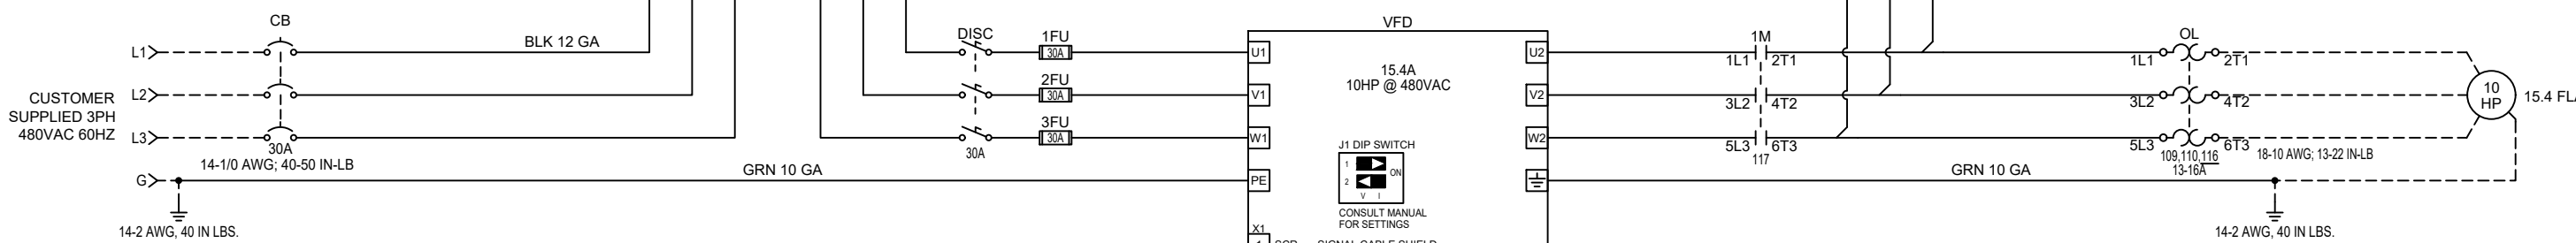 CB
BLK 12 GA
L1
L2
L3
G
CUSTOMER
SUPPLIED 3PH
480VAC 60HZ
30A
14-1/0 AWG; 40-50 IN-LB
GRN 10 GA
14-2 AWG, 40 IN LBS.
DISC
30A
1FU
30A
2FU
30A
3FU
30A
VFD
U1
V1
W1
PE
15.4A
10HP @ 480VAC
J1 DIP SWITCH
1
2
ON
V I
CONSULT MANUAL
FOR SETTINGS
X1
U2
V2
W2
1M
1L1 2T1
3L2 4T2
5L3 6T3
117
GRN 10 GA
OL
1L1 2T1
3L2 4T2
5L3 6T3
109,110,116
13-16A
18-10 AWG; 13-22 IN-LB
10
HP
15.4 FLA
14-2 AWG, 40 IN LBS.